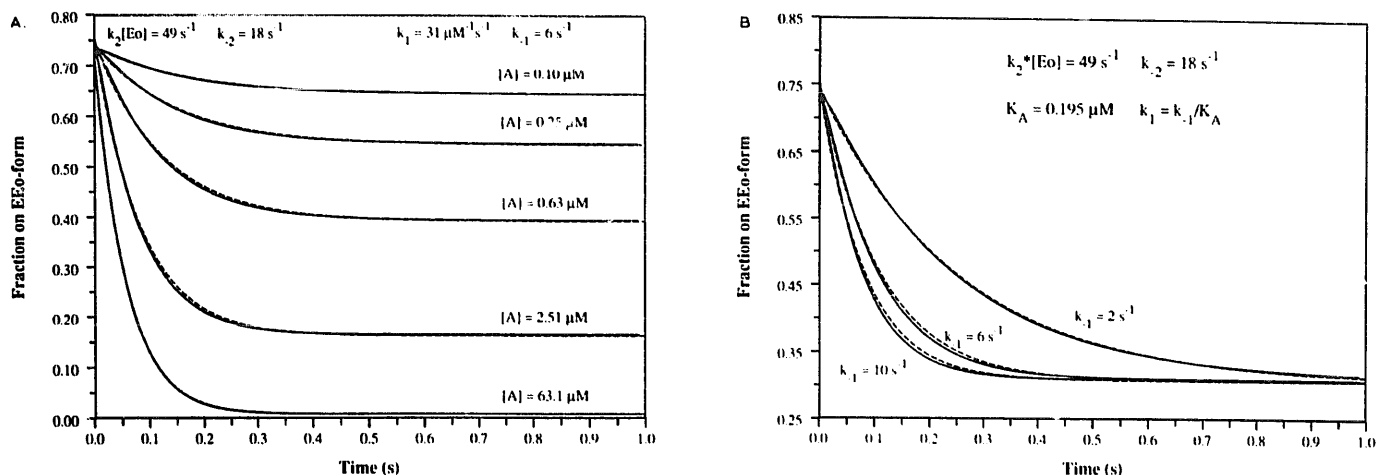 A.
k₂[Eo] = 49 s⁻¹ k₋₂ = 18 s⁻¹ k₁ = 31 µM⁻¹s⁻¹ k₋₁ = 6 s⁻¹
[A] = 0.10 µM
[A] = 0.25 µM
[A] = 0.63 µM
[A] = 2.51 µM
[A] = 63.1 µM
0.80
0.70
0.60
0.50
0.40
0.30
0.20
0.10
0.00
Fraction on EEo-form
0.0 0.1 0.2 0.3 0.4 0.5 0.6 0.7 0.8 0.9 1.0
Time (s)
B
k₂*[Eo] = 49 s⁻¹ k₋₂ = 18 s⁻¹
K_A = 0.195 µM k₁ = k₋₁/K_A
k₋₁ = 2 s⁻¹
k₋₁ = 6 s⁻¹
k₋₁ = 10 s⁻¹
0.85
0.75
0.65
0.55
0.45
0.35
0.25
Fraction on EEo-form
0.0 0.1 0.2 0.3 0.4 0.5 0.6 0.7 0.8 0.9 1.0
Time (s)